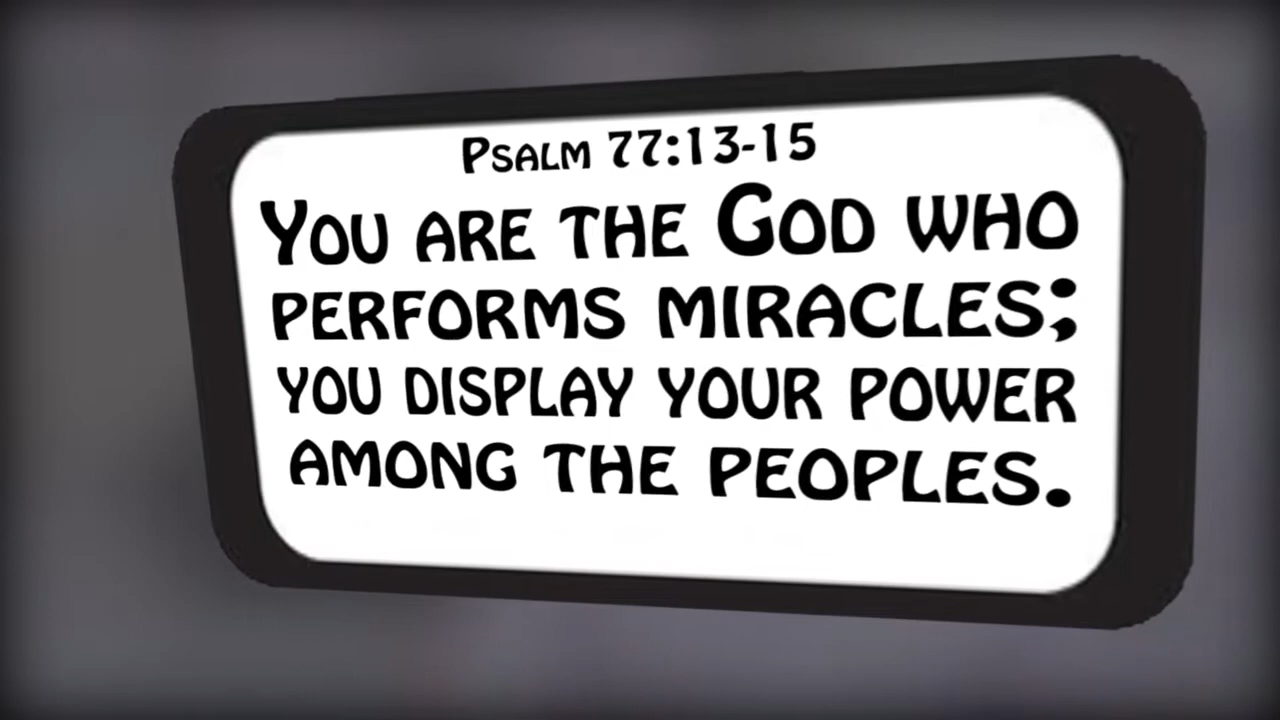 Psalm 77:13-15
You are the God who
performs miracles;
you display your power
among the peoples.